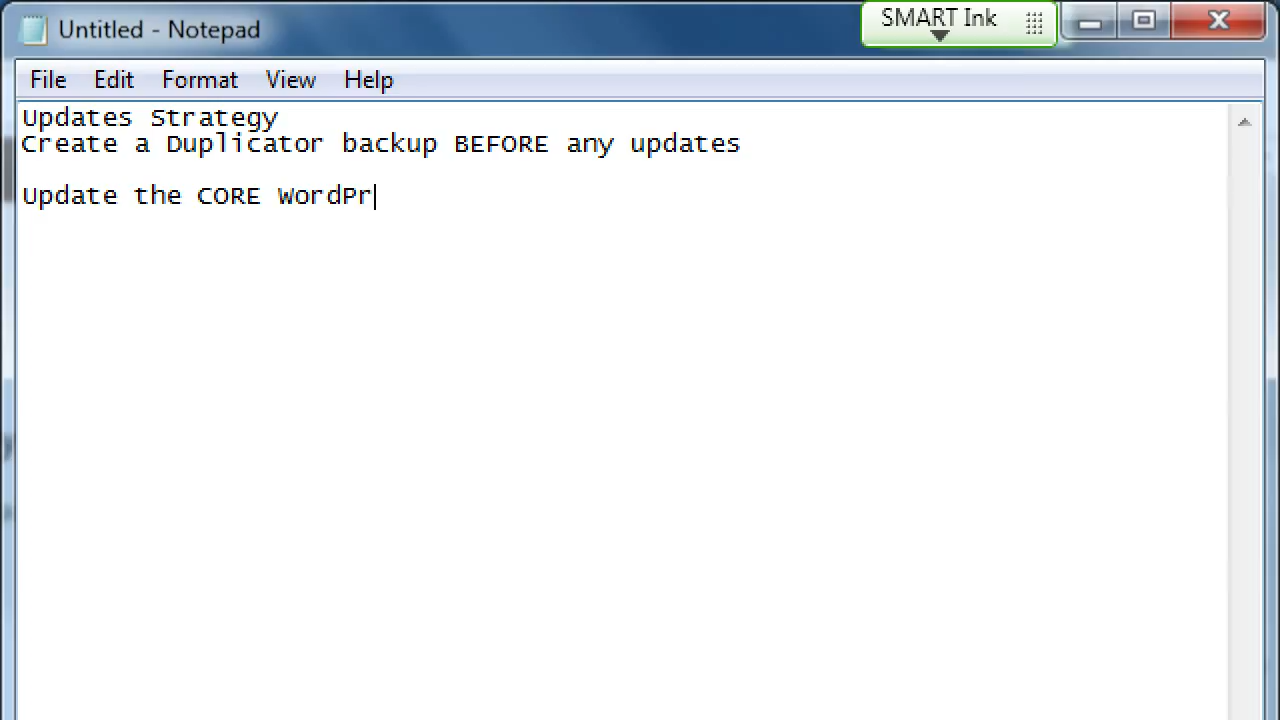 Untitled - Notepad
SMART Ink
File Edit Format View Help
Updates Strategy
Create a Duplicator backup BEFORE any updates
Update the CORE WordPr